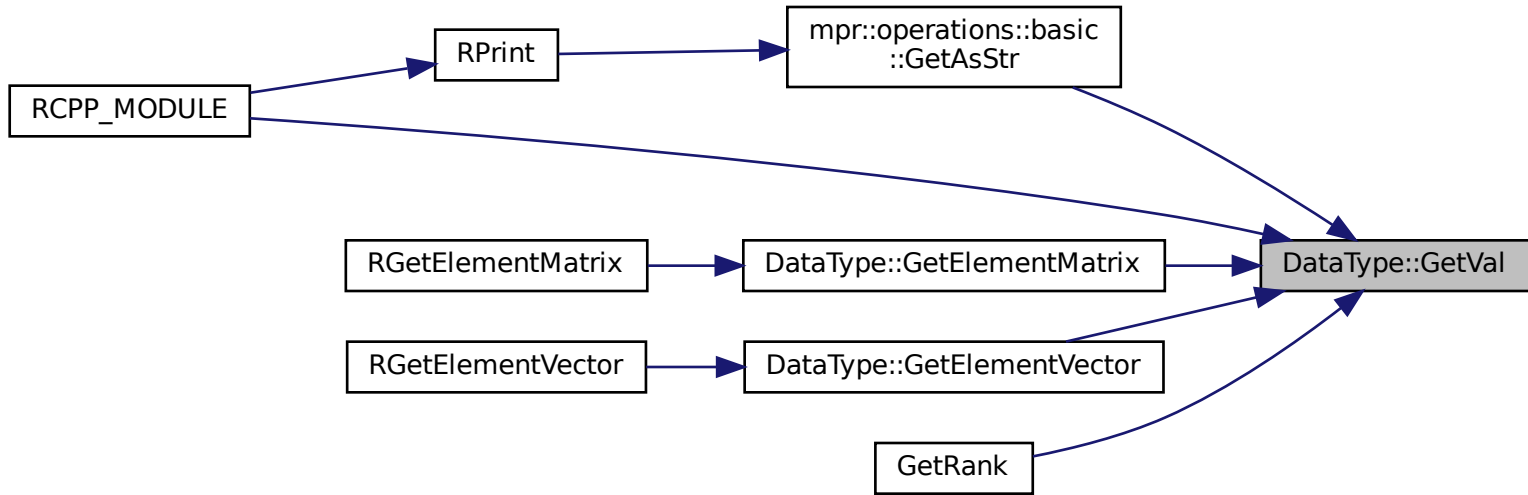 mpr::operations::basic
::GetAsStr
RPrint
RCPP_MODULE
RGetElementMatrix
DataType::GetElementMatrix
DataType::GetVal
RGetElementVector
DataType::GetElementVector
GetRank